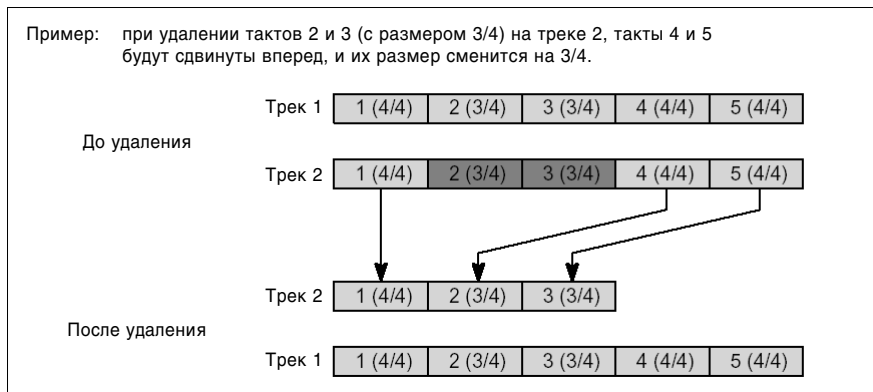 Пример: при удалении тактов 2 и 3 (с размером 3/4) на треке 2, такты 4 и 5
будут сдвинуты вперед, и их размер сменится на 3/4.
Трек 1 1 (4/4) 2 (3/4) 3 (3/4) 4 (4/4) 5 (4/4)
До удаления
Трек 2 1 (4/4) 2 (3/4) 3 (3/4) 4 (4/4) 5 (4/4)
Трек 2 1 (4/4) 2 (3/4) 3 (3/4)
После удаления
Трек 1 1 (4/4) 2 (3/4) 3 (3/4) 4 (4/4) 5 (4/4)